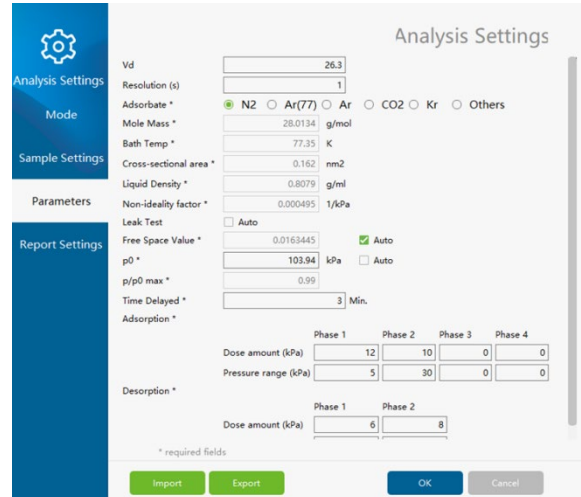 Analysis Settings
Analysis Settings
Mode
Sample Settings
Parameters
Report Settings
Vd 26.3
Resolution (s) 1
Adsorbate * N2 Ar(77) Ar CO2 Kr Others
Mole Mass * 28.0134 g/mol
Bath Temp * 77.35 K
Cross-sectional area * 0.162 nm2
Liquid Density * 0.8079 g/ml
Non-ideality factor * 0.000495 1/kPa
Leak Test Auto
Free Space Value * 0.0163445 Auto
p0 * 103.94 kPa Auto
p/p0 max * 0.99
Time Delayed * 3 Min.
Adsorption *
Phase 1 Phase 2 Phase 3 Phase 4
Dose amount (kPa) 12 10 0 0
Pressure range (kPa) 5 30 0 0
Desorption *
Phase 1 Phase 2
Dose amount (kPa) 6 8
* required fields
Import Export OK Cancel